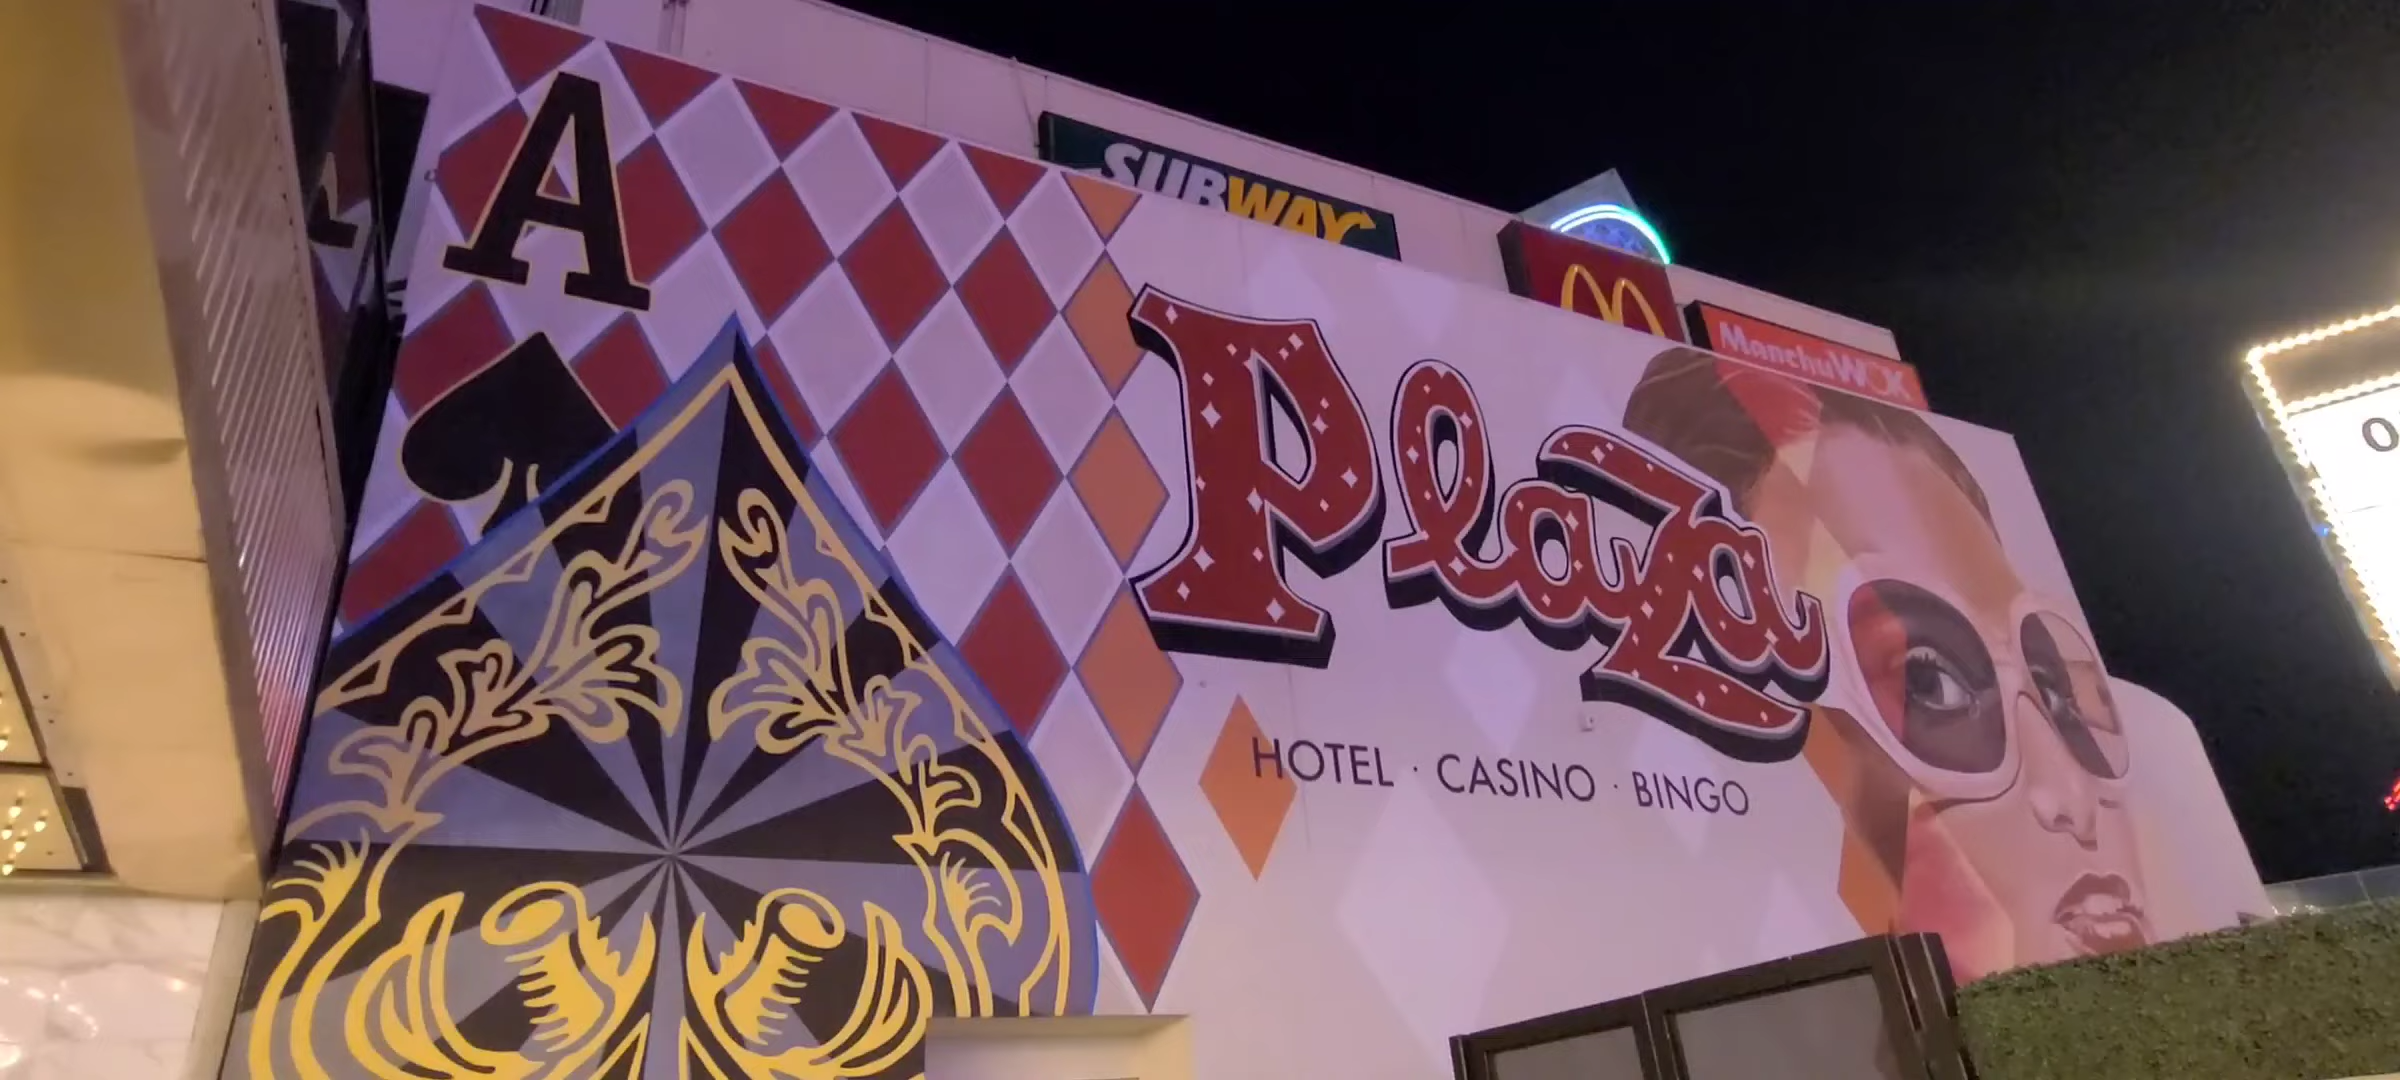 A
SUBWAY
ManchuWOK
Plaza
HOTEL · CASINO · BINGO